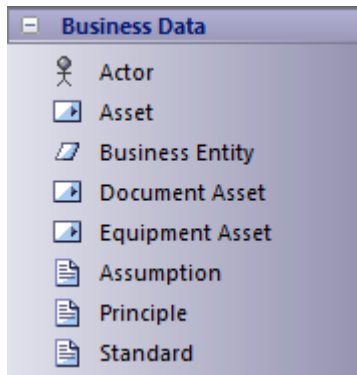 Business Data
Actor
Asset
Business Entity
Document Asset
Equipment Asset
Assumption
Principle
Standard